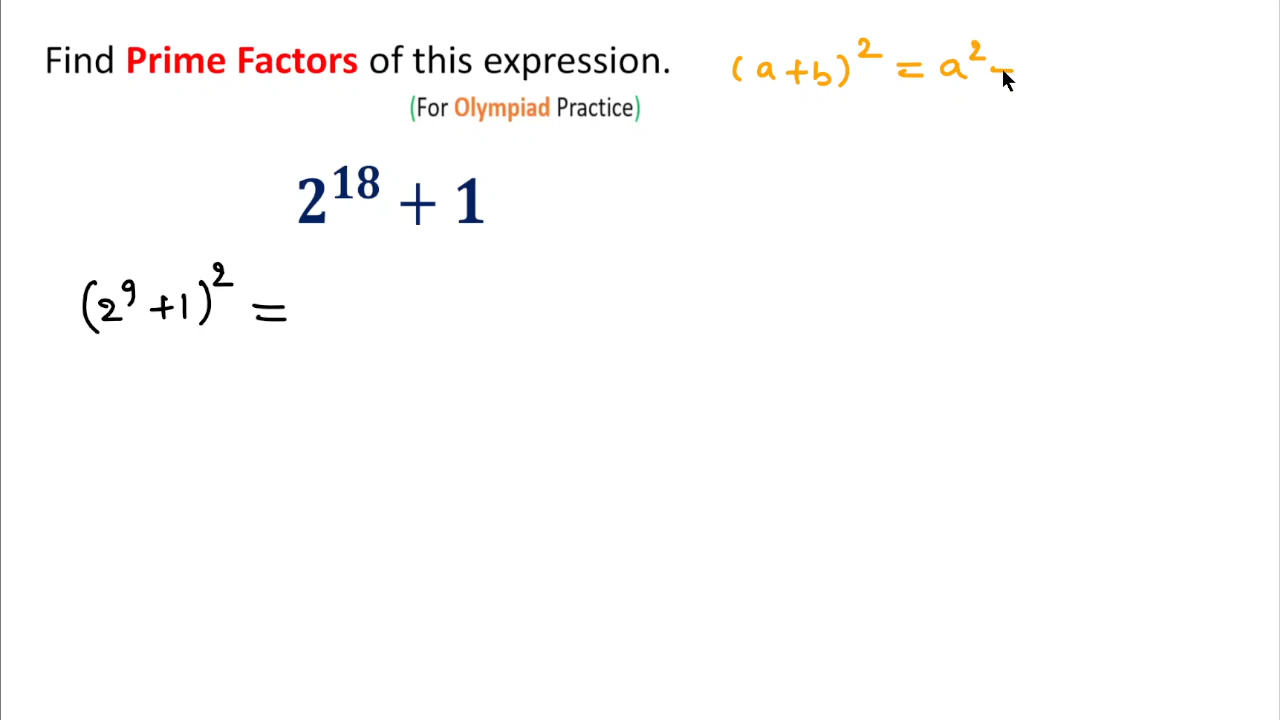 Find Prime Factors of this expression.
(a+b)² = a² -
(For Olympiad Practice)
2¹⁸ + 1
(2⁹ +1)² =